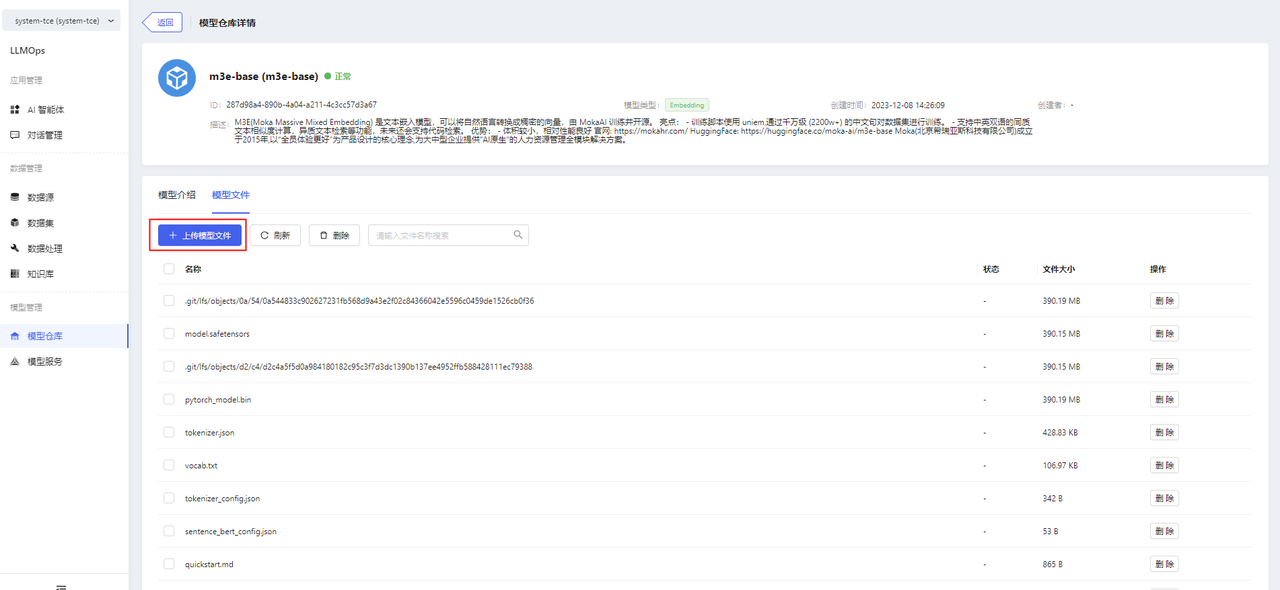 system-tce (system-tce)
返回
模型仓库详情
LLMOps
应用管理
AI 智能体
对话管理
数据管理
数据源
数据集
数据处理
知识库
模型管理
模型仓库
模型服务
m3e-base (m3e-base)
正常
ID: 287d98a4-890b-4a04-a211-4c3cc57d3a67
模型类型: Embedding
创建时间: 2023-12-08 14:26:09
创建者: -
描述: M3E(Moka Massive Mixed Embedding) 是文本嵌入模型，可以将自然语言转换成稠密的向量，由 MokaAI 训练并开源。 亮点： - 训练脚本使用 uniem,通过千万级 (2200w+) 的中文句对数据集进行训练。 - 支持中英双语的同质
文本相似度计算，异质文本检索等功能，未来还会支持代码检索。 优势： - 体积较小，相对性能良好 官网: https://mokahr.com/ HuggingFace: https://huggingface.co/moka-ai/m3e-base Moka(北京希瑞亚斯科技有限公司)成立
于2015年,以“全员体验更好”为产品设计的核心理念,为大中型企业提供“AI原生”的人力资源管理全模块解决方案。
模型介绍
模型文件
+ 上传模型文件
刷新
删除
请输入文件名称搜索
名称
状态
文件大小
操作
.git/lfs/objects/0a/54/0a544833c902627231fb568d9a43e2f02c84366042e5596c0459de1526cb0f36
-
390.19 MB
删 除
model.safetensors
-
390.15 MB
删 除
.git/lfs/objects/d2/c4/d2c4a5f5d0a984180182c95c3f7d3dc1390b137ee4952ffb588428111ec79388
-
390.15 MB
删 除
pytorch_model.bin
-
390.19 MB
删 除
tokenizer.json
-
428.83 KB
删 除
vocab.txt
-
106.97 KB
删 除
tokenizer_config.json
-
342 B
删 除
sentence_bert_config.json
-
53 B
删 除
quickstart.md
-
865 B
删 除